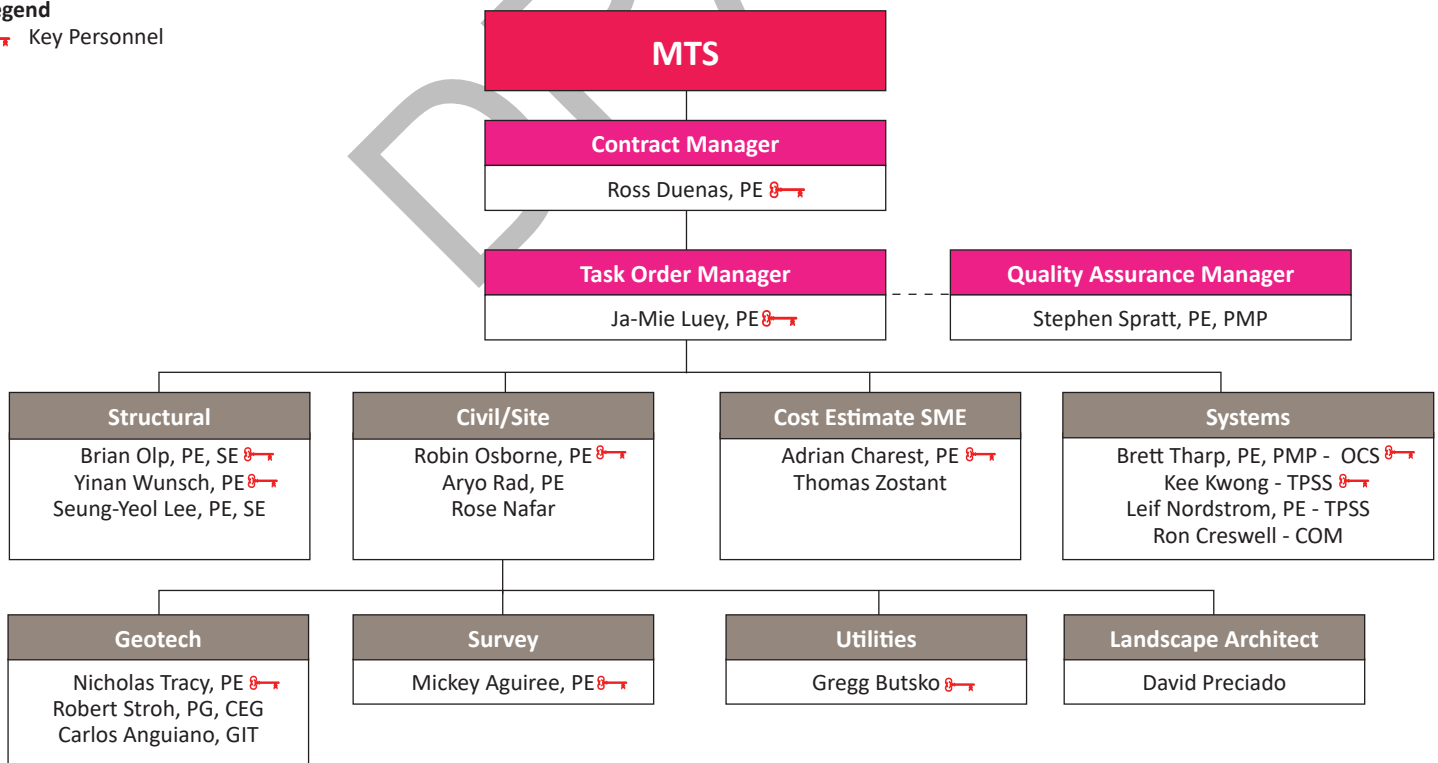 Key Personnel
MTS
Contract Manager
Ross Duenas, PE
Task Order Manager
Ja-Mie Luey, PE
Quality Assurance Manager
Stephen Spratt, PE, PMP
Structural
Brian Olp, PE, SE
Yinan Wunsch, PE
Seung-Yeol Lee, PE, SE
Civil/Site
Robin Osborne, PE
Aryo Rad, PE
Rose Nafar
Cost Estimate SME
Adrian Charest, PE
Thomas Zostant
Systems
Brett Tharp, PE, PMP - OCS
Kee Kwong - TPSS
Leif Nordstrom, PE - TPSS
Ron Creswell - COM
Geotech
Nicholas Tracy, PE
Robert Stroh, PG, CEG
Carlos Anguiano, GIT
Survey
Mickey Aguiree, PE
Utilities
Gregg Butsko
Landscape Architect
David Preciado